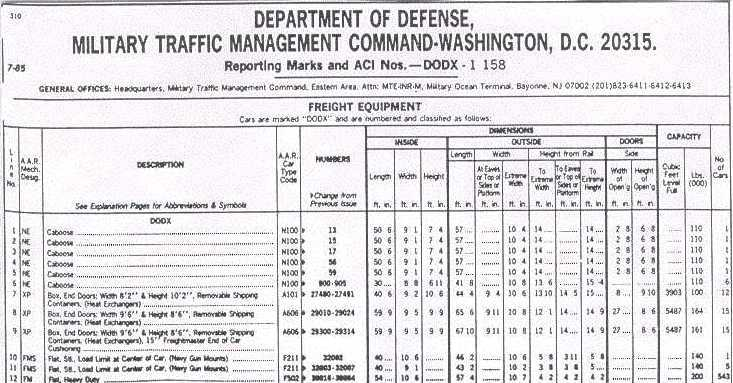 310
DEPARTMENT OF DEFENSE,
MILITARY TRAFFIC MANAGEMENT COMMAND-WASHINGTON, D.C. 20315.
7-85
Reporting Marks and ACI Nos.—DODX-1 158
GENERAL OFFICES: Headquarters, Military Traffic Management Command, Eastern Area. Attn: MTE-INR-M, Military Ocean Terminal, Bayonne, NJ 07002 (201)823-6411-6412-6413
FREIGHT EQUIPMENT
Cars are marked "DODX" and are numbered and classified as follows:
DIMENSIONS
INSIDE OUTSIDE DOORS CAPACITY
Line No. A.A.R. Mech. Desig. DESCRIPTION A.A.R. Car Type Code NUMBERS Length Width Height Length Width Height from Rail Side Cubic Feet Level Full Lbs. (000) No of Cars
At Eaves or Top of Sides or Platform Extreme Width To Extreme Width To Eaves or Top of Sides or Platform To Extreme Height Width of Open'g Height of Open'g
See Explanation Pages for Abbreviations & Symbols Change from Previous Issue ft. in. ft. in. ft. in. ft. in. ft. in. ft. in. ft. in. ft. in. ft. in. ft. in. ft. in.
DODX
1 NE Caboose N100 13 50 6 9 1 7 4 57 10 4 14 14 2 8 6 8 110 1
2 NE Caboose N100 15 50 6 9 1 7 4 57 10 4 14 14 2 8 6 8 110 1
3 NE Caboose N100 17 50 6 9 1 7 4 57 10 4 14 14 2 8 6 8 110 1
4 NE Caboose N100 56 50 6 9 1 7 4 57 10 4 14 14 2 8 6 8 110 1
5 NE Caboose N100 59 50 6 9 1 7 4 57 10 4 14 14 2 8 6 8 110 1
6 NE Caboose N100 900-905 30 8 8 6 11 41 8 10 8 13 6 15 4 110 6
7 XP Box, End Doors: Width 8'2" & Height 10'2", Removable Shipping A101 27480-27491 40 6 9 2 10 6 44 4 9 4 10 6 13 10 14 5 15 8 9 10 3903 100 12
Containers, (Heat Exchangers)
8 XP Box, End Doors: Width 9'6" & Height 8'6", Removable Shipping A606 29010-29024 59 9 9 5 9 9 65 6 9 11 10 8 12 1 14 14 9 27 8 6 5487 164 15
Containers, (Heat Exchangers)
9 XP Box, End Doors: Width 9'6" & Height 8'6", Removable Shipping A606 29300-29314 59 9 9 5 9 9 67 10 9 11 10 8 12 1 14 14 9 27 8 6 5487 161 15
Containers, (Heat Exchangers), 15" Freightmaster End of Car
Cushioning
10 FMS Flat, Stl., Load Limit at Center of Car, (Navy Gun Mounts) F211 40 10 6 46 2 10 6 5 8 3 11 5 8 140 1
11 FMS Flat, Stl., Load Limit at Center of Car, (Navy Gun Mounts) F211 40 9 1 43 2 10 2 3 8 3 8 5 140 5
12 FM Flat, Heavy Duty 54 10 6 57 4 10 7 4 2 4 2 4 2 200 543